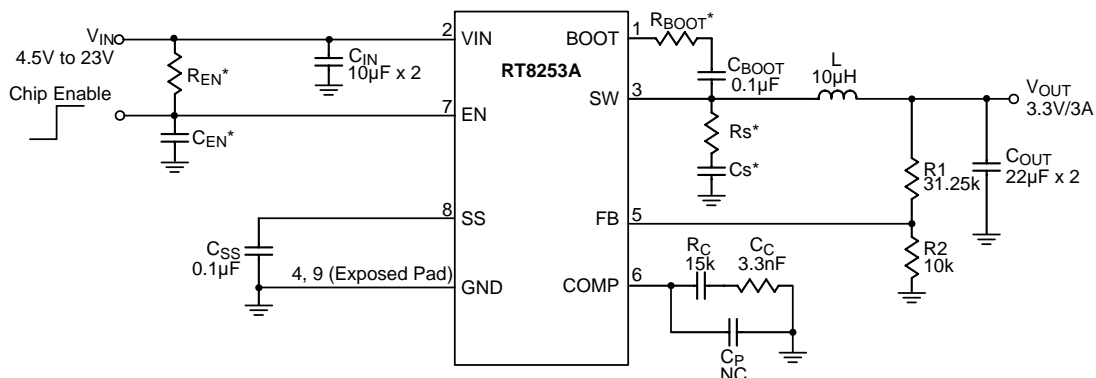 VIN
4.5V to 23V
REN*
Chip Enable
CEN*
CIN
10µF x 2
2
VIN
7
EN
8
SS
CSS
0.1µF
4, 9 (Exposed Pad)
GND
RT8253A
BOOT
1
RBOOT*
CBOOT
0.1µF
SW
3
L
10µH
Rs*
Cs*
VOUT
3.3V/3A
R1
31.25k
COUT
22µF x 2
FB
5
R2
10k
COMP
6
RC
15k
CC
3.3nF
CP
NC